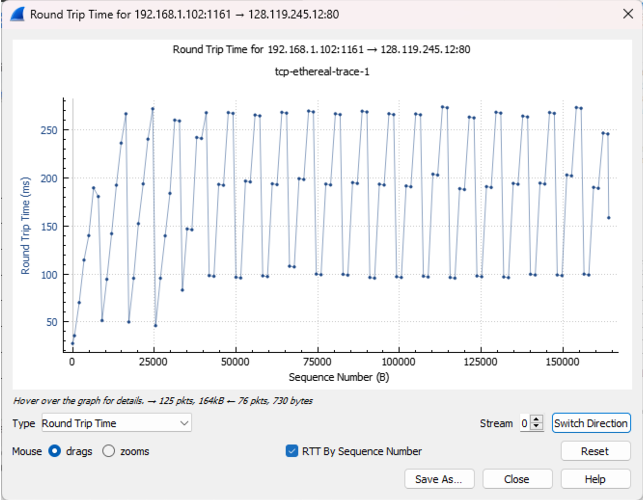 Round Trip Time for 192.168.1.102:1161 → 128.119.245.12:80
Round Trip Time for 192.168.1.102:1161 → 128.119.245.12:80
tcp-ethereal-trace-1
250
200
150
100
50
Round Trip Time (ms)
0 25000 50000 75000 100000 125000 150000
Sequence Number (B)
Hover over the graph for details. → 125 pkts, 164kB ← 76 pkts, 730 bytes
Type Round Trip Time Stream 0 Switch Direction
Mouse drags zooms RTT By Sequence Number Reset
Save As... Close Help